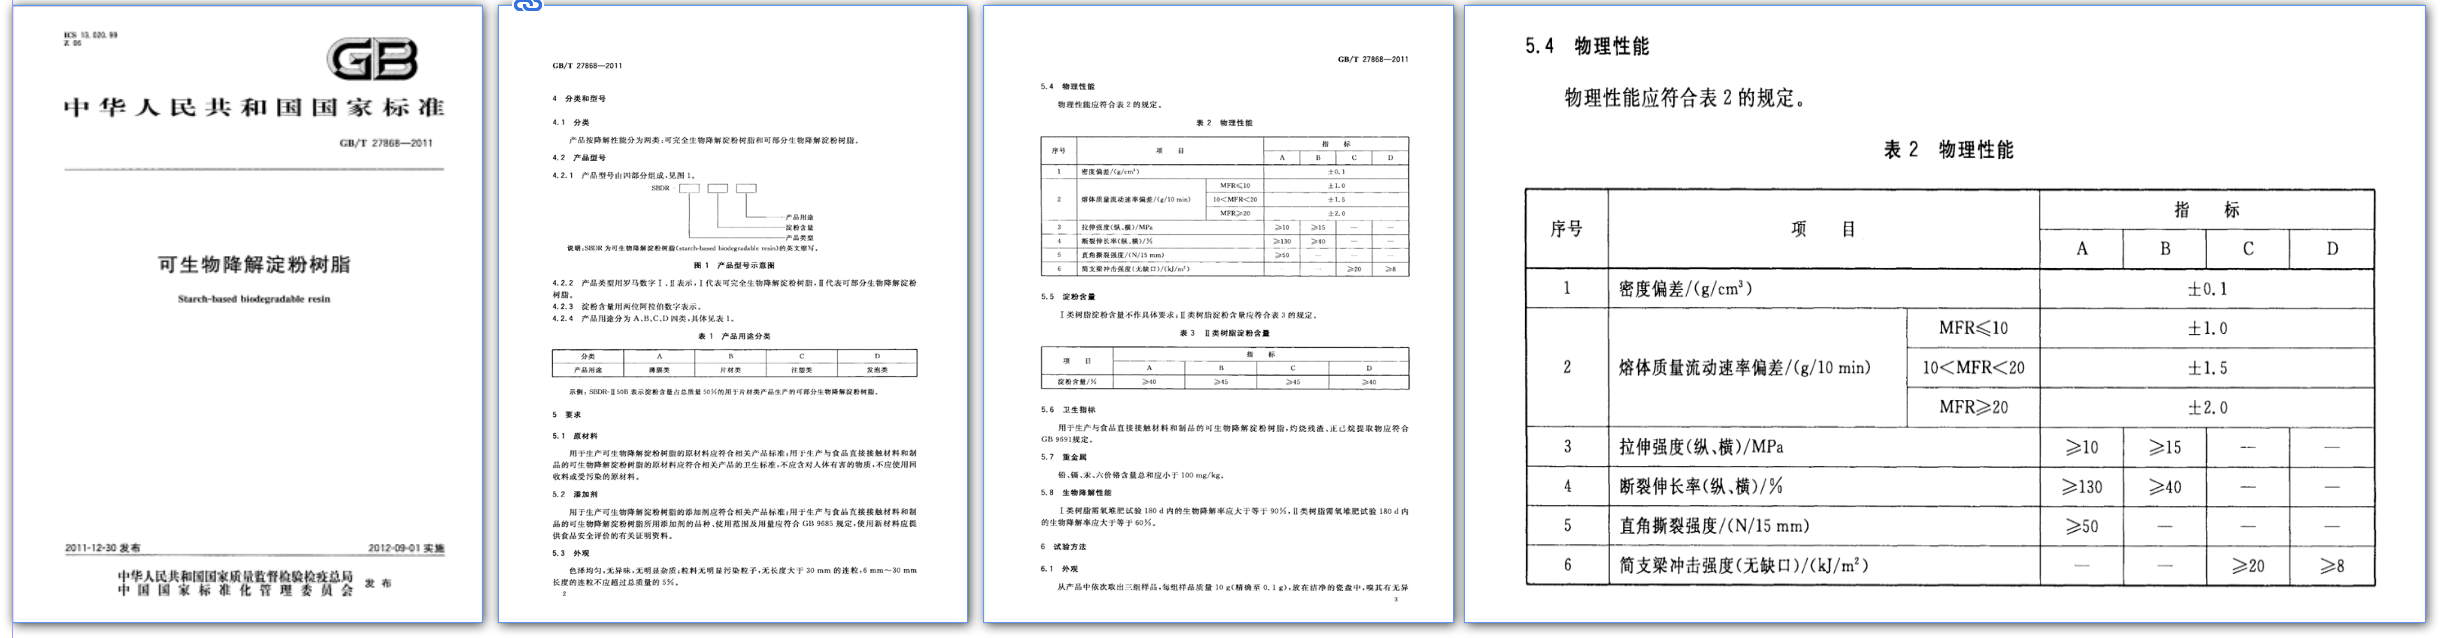 ICS 13.020.99
Z 06
GB
中华人民共和国国家标准
GB/T 27868—2011
可生物降解淀粉树脂
Starch-based biodegradable resin
2011-12-30 发布
2012-09-01 实施
中华人民共和国国家质量监督检验检疫总局
中国国家标准化管理委员会
发布
GB/T 27868—2011
4 分类和型号
4.1 分类
产品按降解性能分为两类:可完全生物降解淀粉树脂和可部分生物降解淀粉树脂。
4.2 产品型号
4.2.1 产品型号由四部分组成,见图 1。
SBDR -
产品用途
淀粉含量
产品类型
说明:SBDR 为可生物降解淀粉树脂(starch-based biodegradable resin)的英文缩写。
图 1 产品型号示意图
4.2.2 产品类型用罗马数字Ⅰ、Ⅱ表示,Ⅰ代表可完全生物降解淀粉树脂,Ⅱ代表可部分生物降解淀粉
树脂。
4.2.3 淀粉含量用两位阿拉伯数字表示。
4.2.4 产品用途分为 A、B、C、D 四类,具体见表 1。
表 1 产品用途分类
分类 A B C D
产品用途 薄膜类 片材类 注塑类 发泡类
示例:SBDR-Ⅱ50B 表示淀粉含量占总质量 50%的用于片材类产品生产的可部分生物降解淀粉树脂。
5 要求
5.1 原材料
用于生产可生物降解淀粉树脂的原材料应符合相关产品标准;用于生产与食品直接接触材料和制
品的可生物降解淀粉树脂的原材料应符合相关产品的卫生标准,不应含对人体有害的物质,不应使用回
收料或受污染的原材料。
5.2 添加剂
用于生产可生物降解淀粉树脂的添加剂应符合相关产品标准;用于生产与食品直接接触材料和制
品的可生物降解淀粉树脂所用添加剂的品种、使用范围及用量应符合 GB 9685 规定,使用新材料应提
供食品安全评价的有关证明资料。
5.3 外观
色泽均匀,无异味,无明显杂质;粒料无明显污染粒子,无长度大于 30 mm 的连粒,6 mm～30 mm
长度的连粒不应超过总质量的 5%。
2
GB/T 27868—2011
5.4 物理性能
物理性能应符合表 2 的规定。
表 2 物理性能
序号 项 目 指 标
A B C D
1 密度偏差/(g/cm³) ±0.1
MFR≤10 ±1.0
2 熔体质量流动速率偏差/(g/10 min) 10<MFR<20 ±1.5
MFR≥20 ±2.0
3 拉伸强度(纵、横)/MPa ≥10 ≥15 — —
4 断裂伸长率(纵、横)/% ≥130 ≥40 — —
5 直角撕裂强度/(N/15 mm) ≥50 — — —
6 简支梁冲击强度(无缺口)/(kJ/m²) — — ≥20 ≥8
5.5 淀粉含量
Ⅰ类树脂淀粉含量不作具体要求;Ⅱ类树脂淀粉含量应符合表 3 的规定。
表 3 Ⅱ类树脂淀粉含量
项 目 指 标
A B C D
淀粉含量/% ≥40 ≥45 ≥45 ≥40
5.6 卫生指标
用于生产与食品直接接触材料和制品的可生物降解淀粉树脂,灼烧残渣、正己烷提取物应符合
GB 9691规定。
5.7 重金属
铅、镉、汞、六价铬含量总和应小于 100 mg/kg。
5.8 生物降解性能
Ⅰ类树脂需氧堆肥试验 180 d 内的生物降解率应大于等于 90%,Ⅱ类树脂需氧堆肥试验 180 d 内
的生物降解率应大于等于 60%。
6 试验方法
6.1 外观
从产品中依次取出三组样品,每组样品质量 10 g(精确至 0.1 g),放在洁净的瓷盘中,嗅其有无异
3
5.4 物理性能
物理性能应符合表 2 的规定。
表 2 物理性能
序号 项 目 指 标
A B C D
1 密度偏差/(g/cm³) ±0.1
MFR≤10 ±1.0
2 熔体质量流动速率偏差/(g/10 min) 10<MFR<20 ±1.5
MFR≥20 ±2.0
3 拉伸强度(纵、横)/MPa ≥10 ≥15 — —
4 断裂伸长率(纵、横)/% ≥130 ≥40 — —
5 直角撕裂强度/(N/15 mm) ≥50 — — —
6 简支梁冲击强度(无缺口)/(kJ/m²) — — ≥20 ≥8